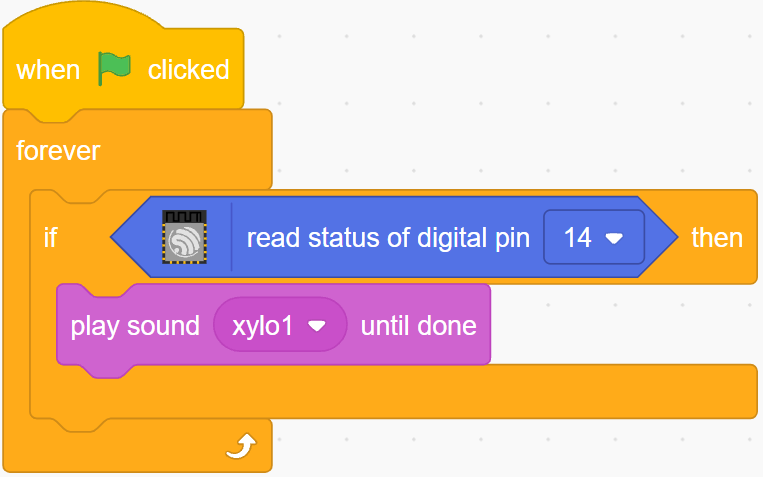 when clicked
forever
if read status of digital pin 14 then
play sound xylo1 until done